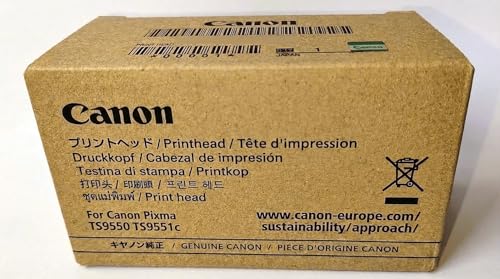 Canon
*A00001A*
1
JAPAN
Canon
プリントヘッド / Printhead / Tête d'impression
Druckkopf / Cabezal de impresión
Testina di stampa / Printkop
打印头 / 印刷頭 / 프린트 헤드
ชุดแม่พิมพ์ / Print head
For Canon Pixma
TS9550 TS9551c
www.canon-europe.com/
sustainability/approach/
キヤノン純正 / GENUINE CANON / PIECE D'ORIGINE CANON